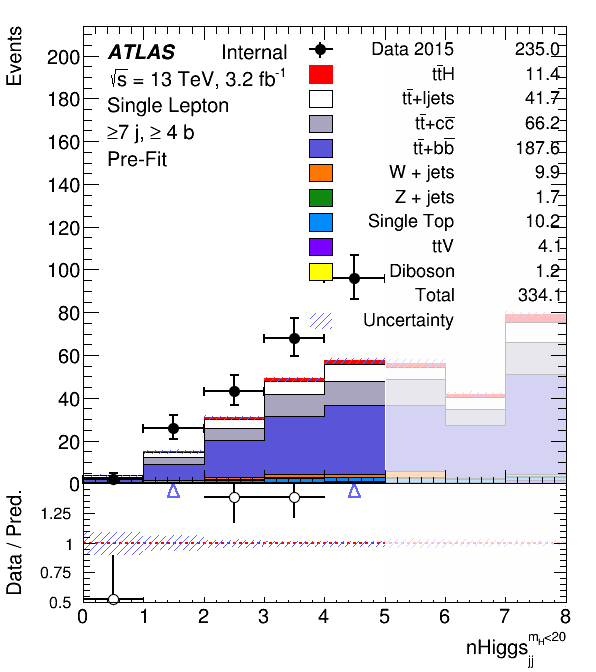 Events
ATLAS Internal
√s = 13 TeV, 3.2 fb⁻¹
Single Lepton
≥7 j, ≥ 4 b
Pre-Fit
Data 2015 235.0
tt̄H 11.4
tt̄+ljets 41.7
tt̄+cc̄ 66.2
tt̄+bb̄ 187.6
W + jets 9.9
Z + jets 1.7
Single Top 10.2
ttV 4.1
Diboson 1.2
Total 334.1
Uncertainty
200
180
160
140
120
100
80
60
40
20
0
Data / Pred.
1.25
1
0.75
0.5
0 1 2 3 4 5 6 7 8
nHiggs_jj^{m_H<20}